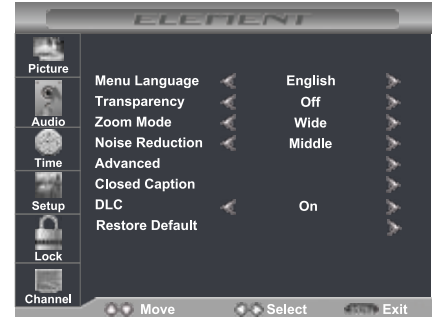 ELEMENT
Picture
Audio
Time
Setup
Lock
Channel
Menu Language English
Transparency Off
Zoom Mode Wide
Noise Reduction Middle
Advanced
Closed Caption
DLC On
Restore Default
Move Select Exit